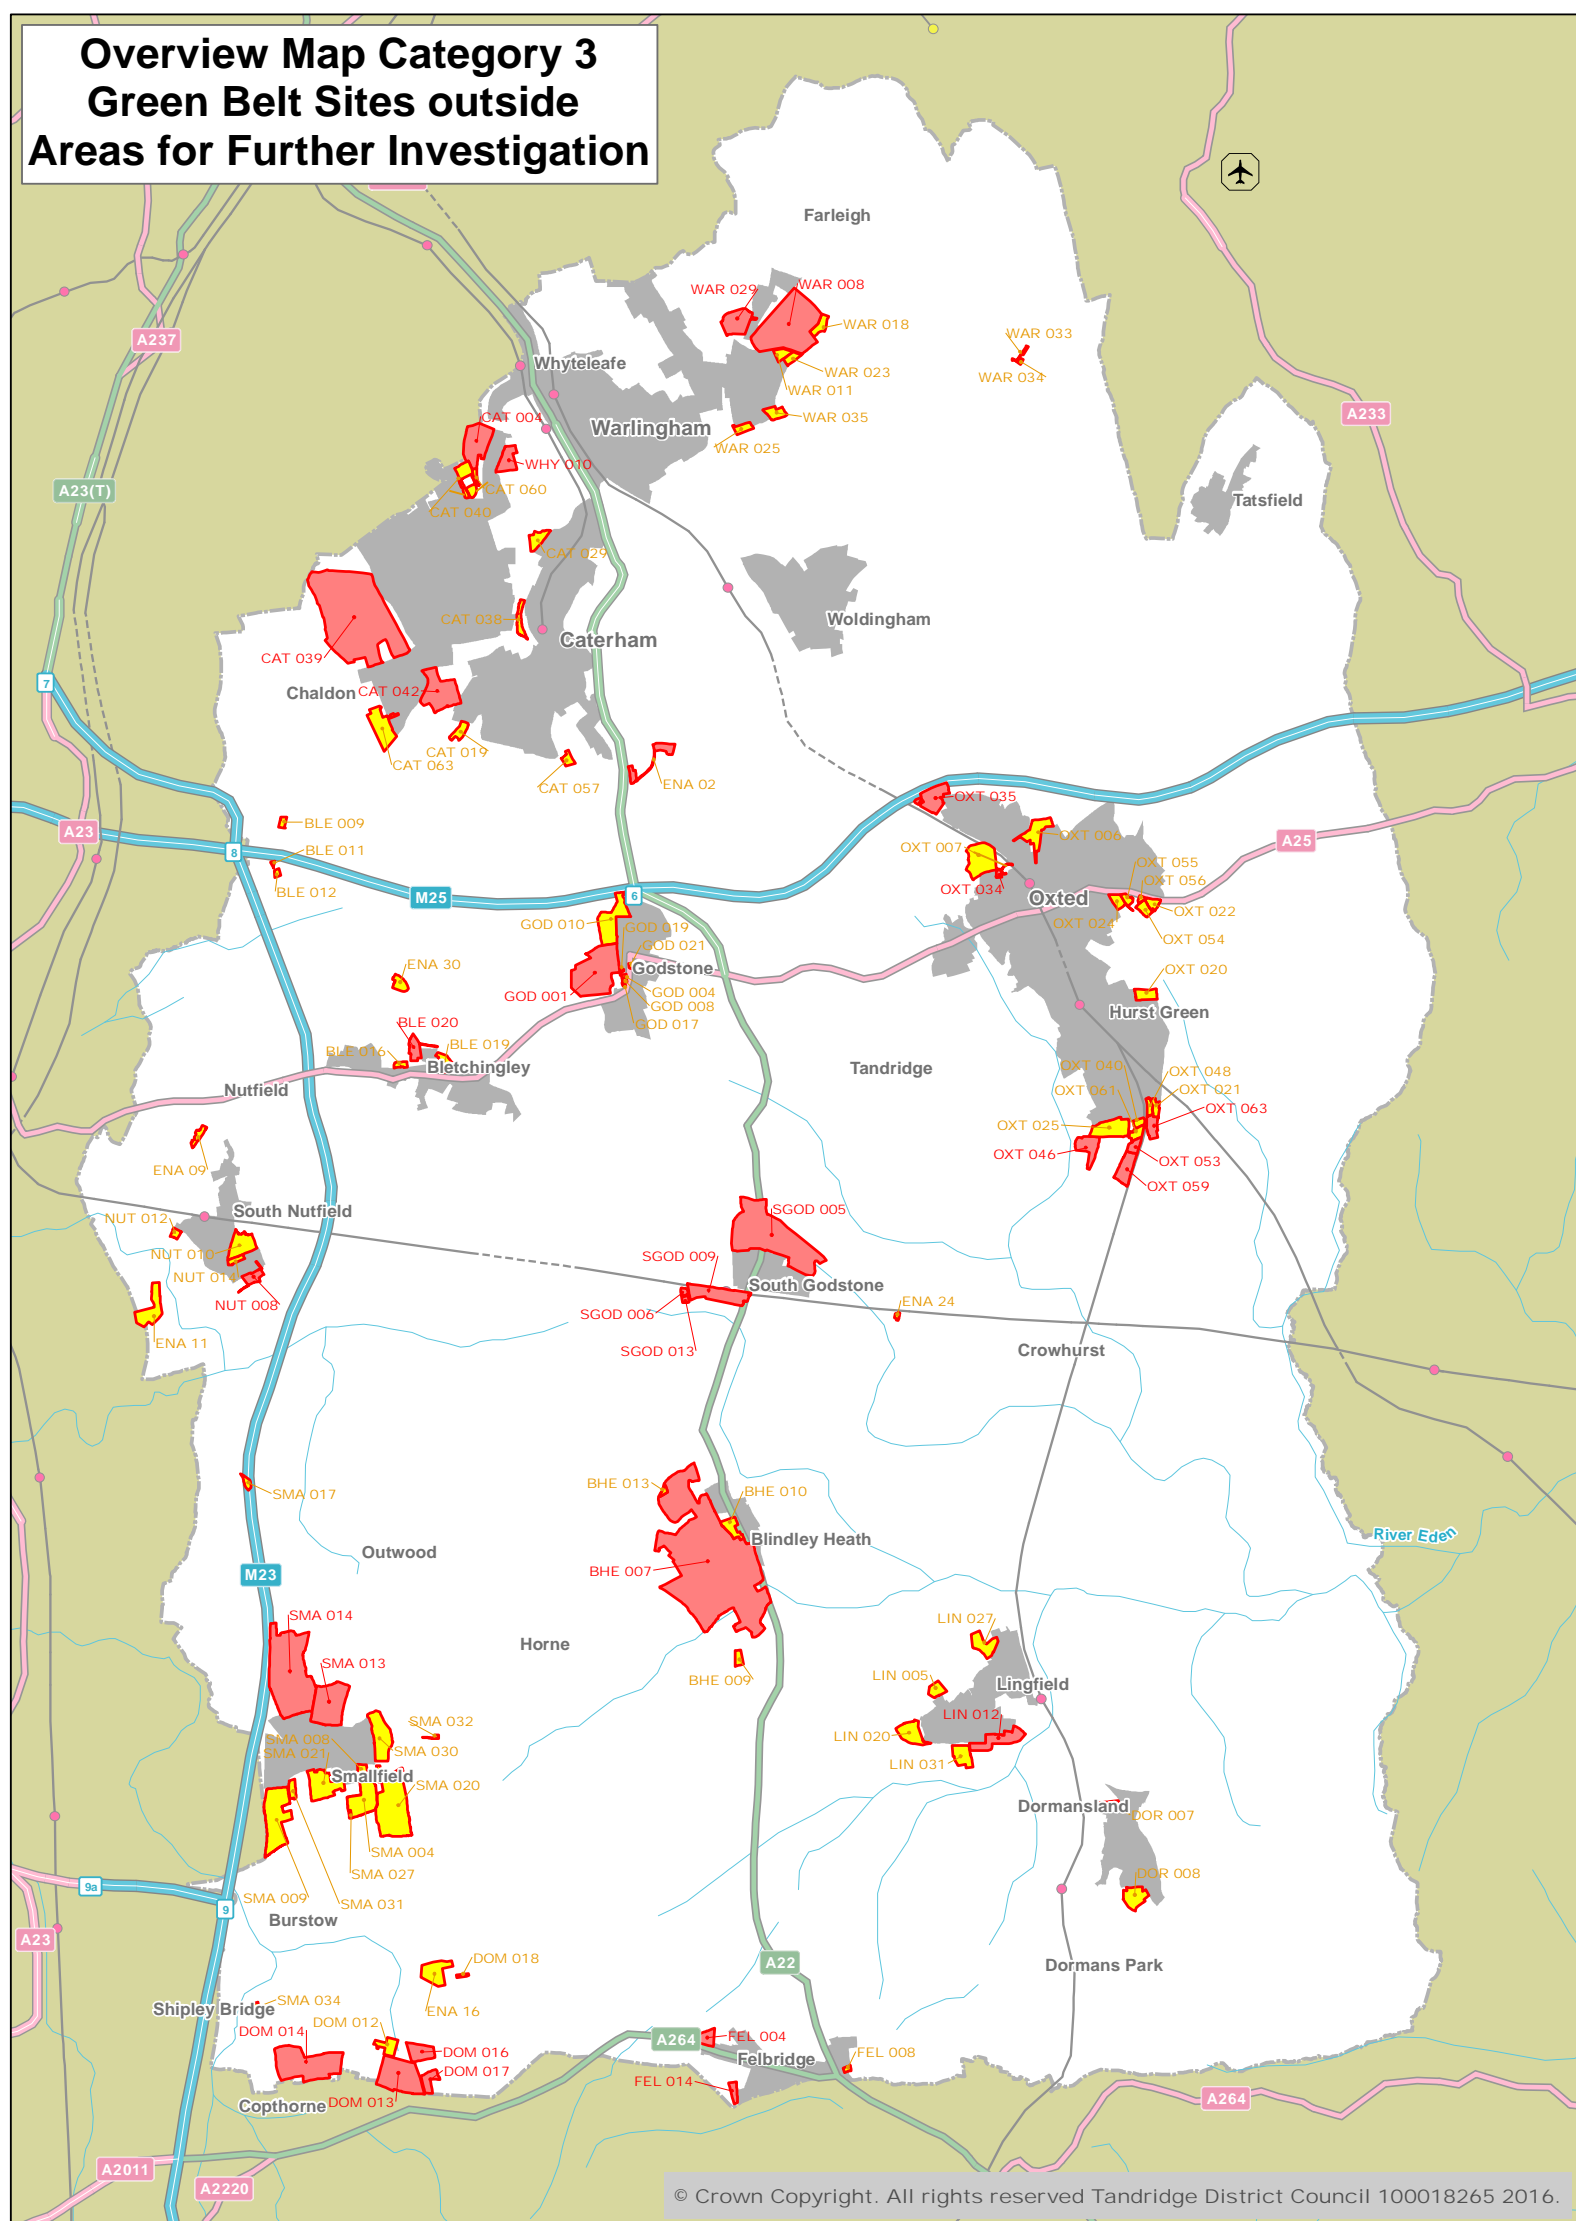 Overview Map Category 3
Green Belt Sites outside
Areas for Further Investigation
Farleigh
WAR 029
WAR 008
WAR 018
WAR 033
A237
WAR 034
Whyteleafe
WAR 023
WAR 011
A233
CAT 004
WAR 035
Warlingham
WAR 025
WHY 010
A23(T)
CAT 060
CAT 040
Tatsfield
CAT 029
CAT 038
Woldingham
Caterham
CAT 039
7
Chaldon
CAT 042
CAT 019
CAT 063
CAT 057
ENA 02
OXT 035
BLE 009
A23
OXT 006
A25
8
BLE 011
OXT 007
OXT 055
BLE 012
OXT 034
OXT 056
M25
6
Oxted
OXT 022
GOD 010
GOD 019
OXT 024
GOD 021
OXT 054
ENA 30
Godstone
OXT 020
GOD 001
GOD 004
GOD 008
Hurst Green
BLE 020
GOD 017
BLE 016
BLE 019
Bletchingley
Tandridge
OXT 040
OXT 048
Nutfield
OXT 061
OXT 021
OXT 063
OXT 025
OXT 046
OXT 053
ENA 09
OXT 059
South Nutfield
NUT 012
SGOD 005
NUT 010
SGOD 009
NUT 014
South Godstone
NUT 008
SGOD 006
ENA 24
ENA 11
SGOD 013
Crowhurst
BHE 013
BHE 010
SMA 017
River Eden
Outwood
Blindley Heath
BHE 007
M23
SMA 014
LIN 027
Horne
SMA 013
BHE 009
LIN 005
Lingfield
LIN 012
SMA 032
SMA 008
LIN 020
SMA 030
SMA 021
LIN 031
Smallfield
SMA 020
Dormansland
DOR 007
SMA 004
SMA 027
DOR 008
9a
SMA 009
SMA 031
9
Burstow
A23
DOM 018
A22
Dormans Park
SMA 034
Shipley Bridge
ENA 16
DOM 012
DOM 014
A264
FEL 004
DOM 016
Felbridge
FEL 008
DOM 017
FEL 014
DOM 013
Copthorne
A264
A2011
A2220
© Crown Copyright. All rights reserved Tandridge District Council 100018265 2016.